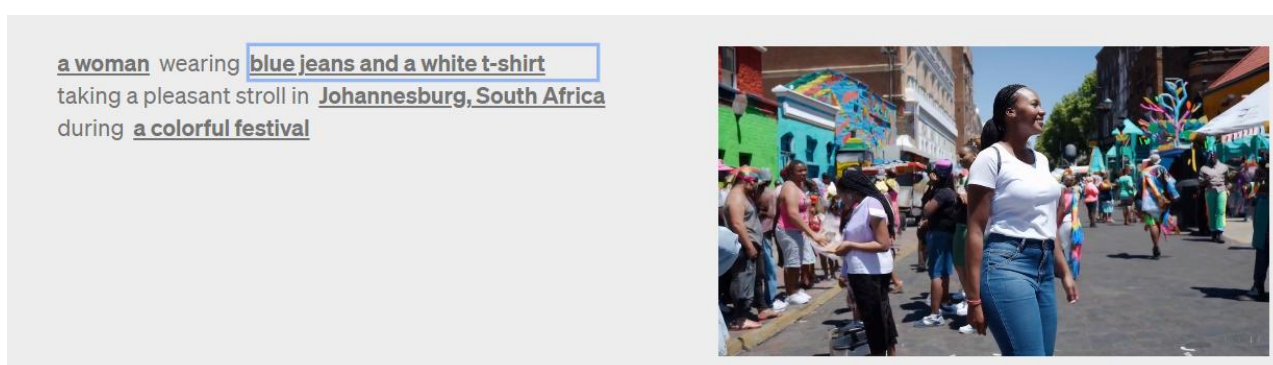 a woman wearing blue jeans and a white t-shirt
taking a pleasant stroll in Johannesburg, South Africa
during a colorful festival